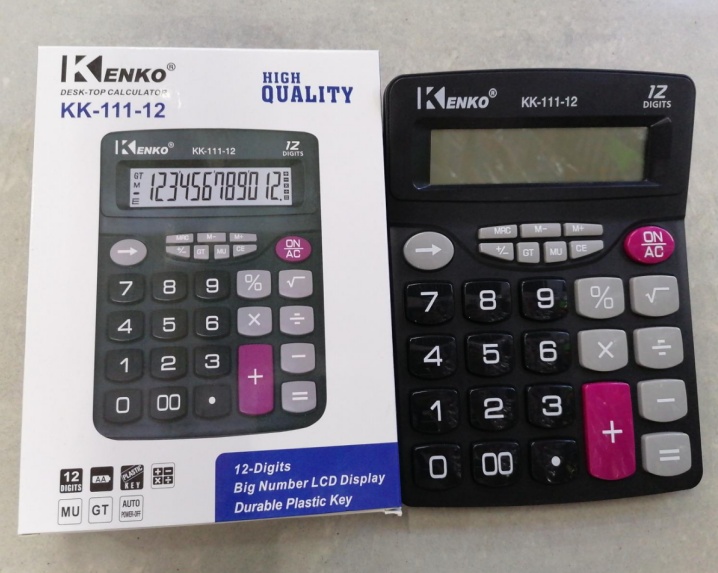 KENKO®
DESK-TOP CALCULATOR
KK-111-12
HIGH
QUALITY
KENKO® KK-111-12 12
DIGITS
GT
M
-
E
123456789012.
MRC M- M+
→ +/- GT MU CE ON
AC
7 8 9 % √
4 5 6 × ÷
1 2 3 + −
0 00 • =
12
DIGITS
AA
PLASTIC
KEY
MU GT AUTO
POWER-OFF
12-Digits
Big Number LCD Display
Durable Plastic Key
KENKO® KK-111-12 12
DIGITS
MRC M- M+
→ +/- GT MU CE ON
AC
7 8 9 % √
4 5 6 × ÷
1 2 3 + −
0 00 • =